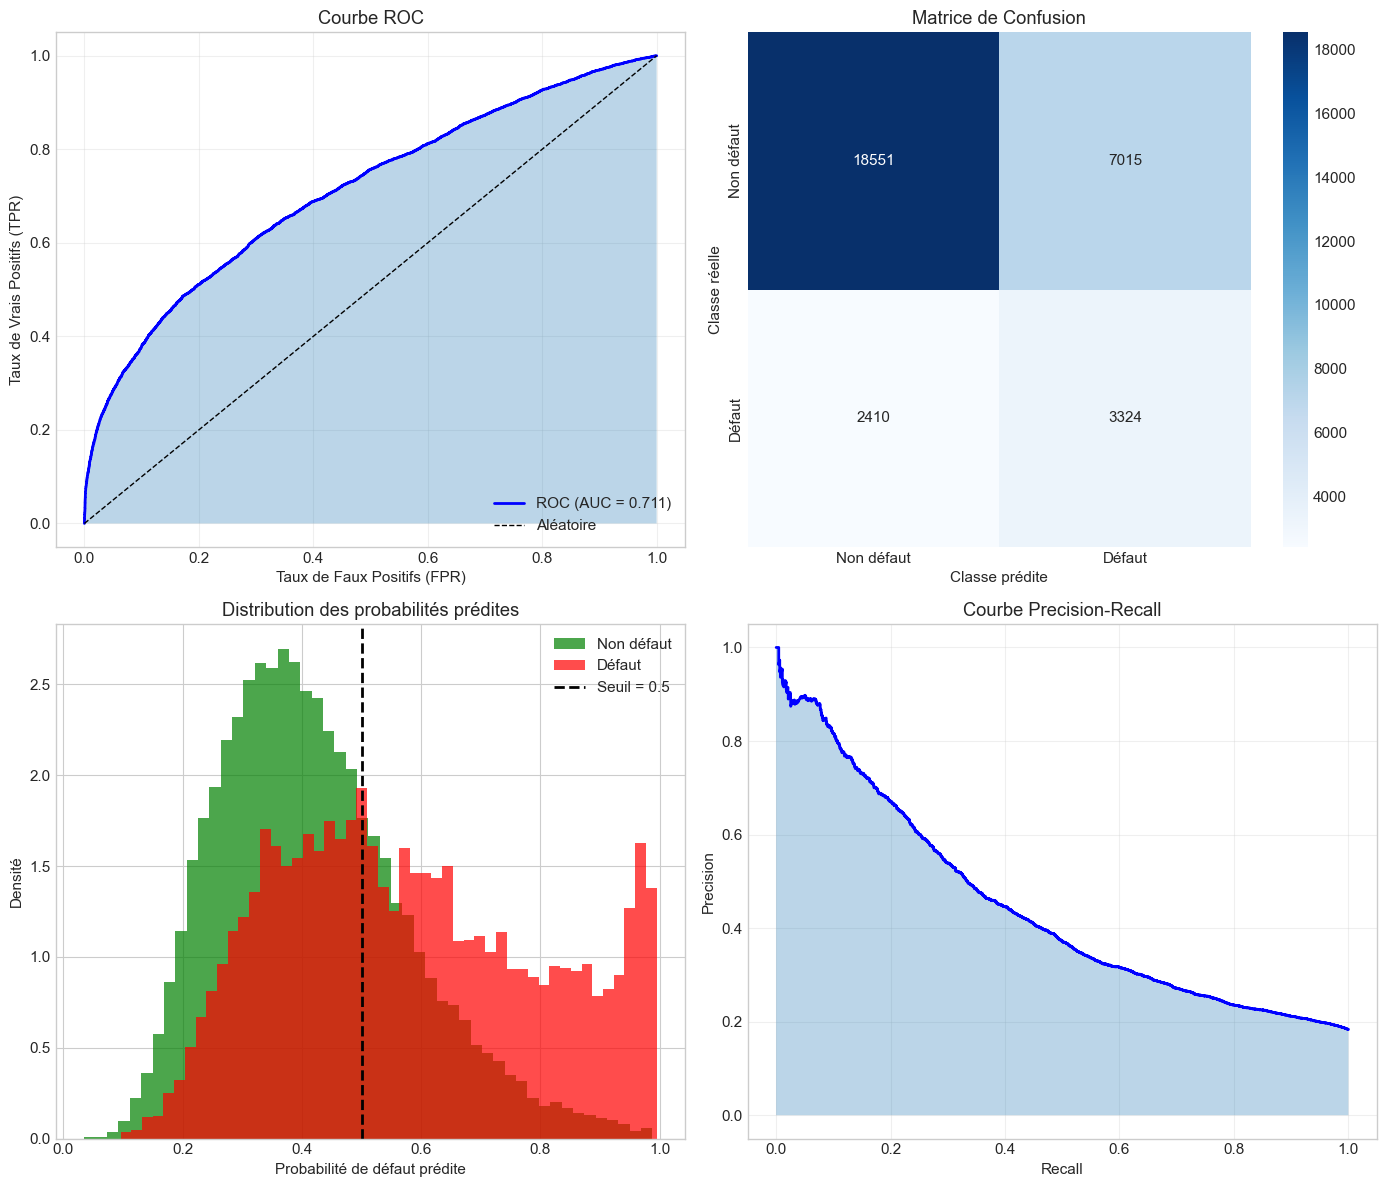 Courbe ROC
1.0
0.8
0.6
0.4
0.2
0.0
Taux de Vrais Positifs (TPR)
ROC (AUC = 0.711)
Aléatoire
0.0 0.2 0.4 0.6 0.8 1.0
Taux de Faux Positifs (FPR)
Matrice de Confusion
Classe réelle
Non défaut
Défaut
18551 7015
2410 3324
Non défaut Défaut
Classe prédite
18000
16000
14000
12000
10000
8000
6000
4000
Distribution des probabilités prédites
Densité
2.5
2.0
1.5
1.0
0.5
0.0
Non défaut
Défaut
Seuil = 0.5
0.0 0.2 0.4 0.6 0.8 1.0
Probabilité de défaut prédite
Courbe Precision-Recall
Precision
1.0
0.8
0.6
0.4
0.2
0.0
0.0 0.2 0.4 0.6 0.8 1.0
Recall